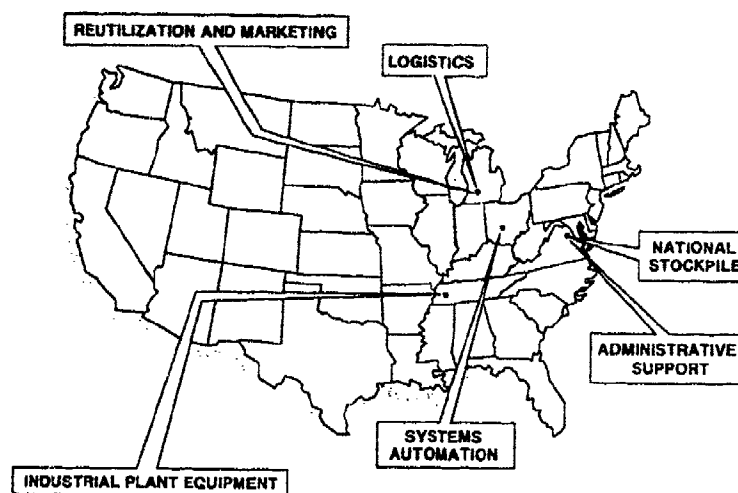 REUTILIZATION AND MARKETING
LOGISTICS
NATIONAL
STOCKPILE
ADMINISTRATIVE
SUPPORT
SYSTEMS
AUTOMATION
INDUSTRIAL PLANT EQUIPMENT